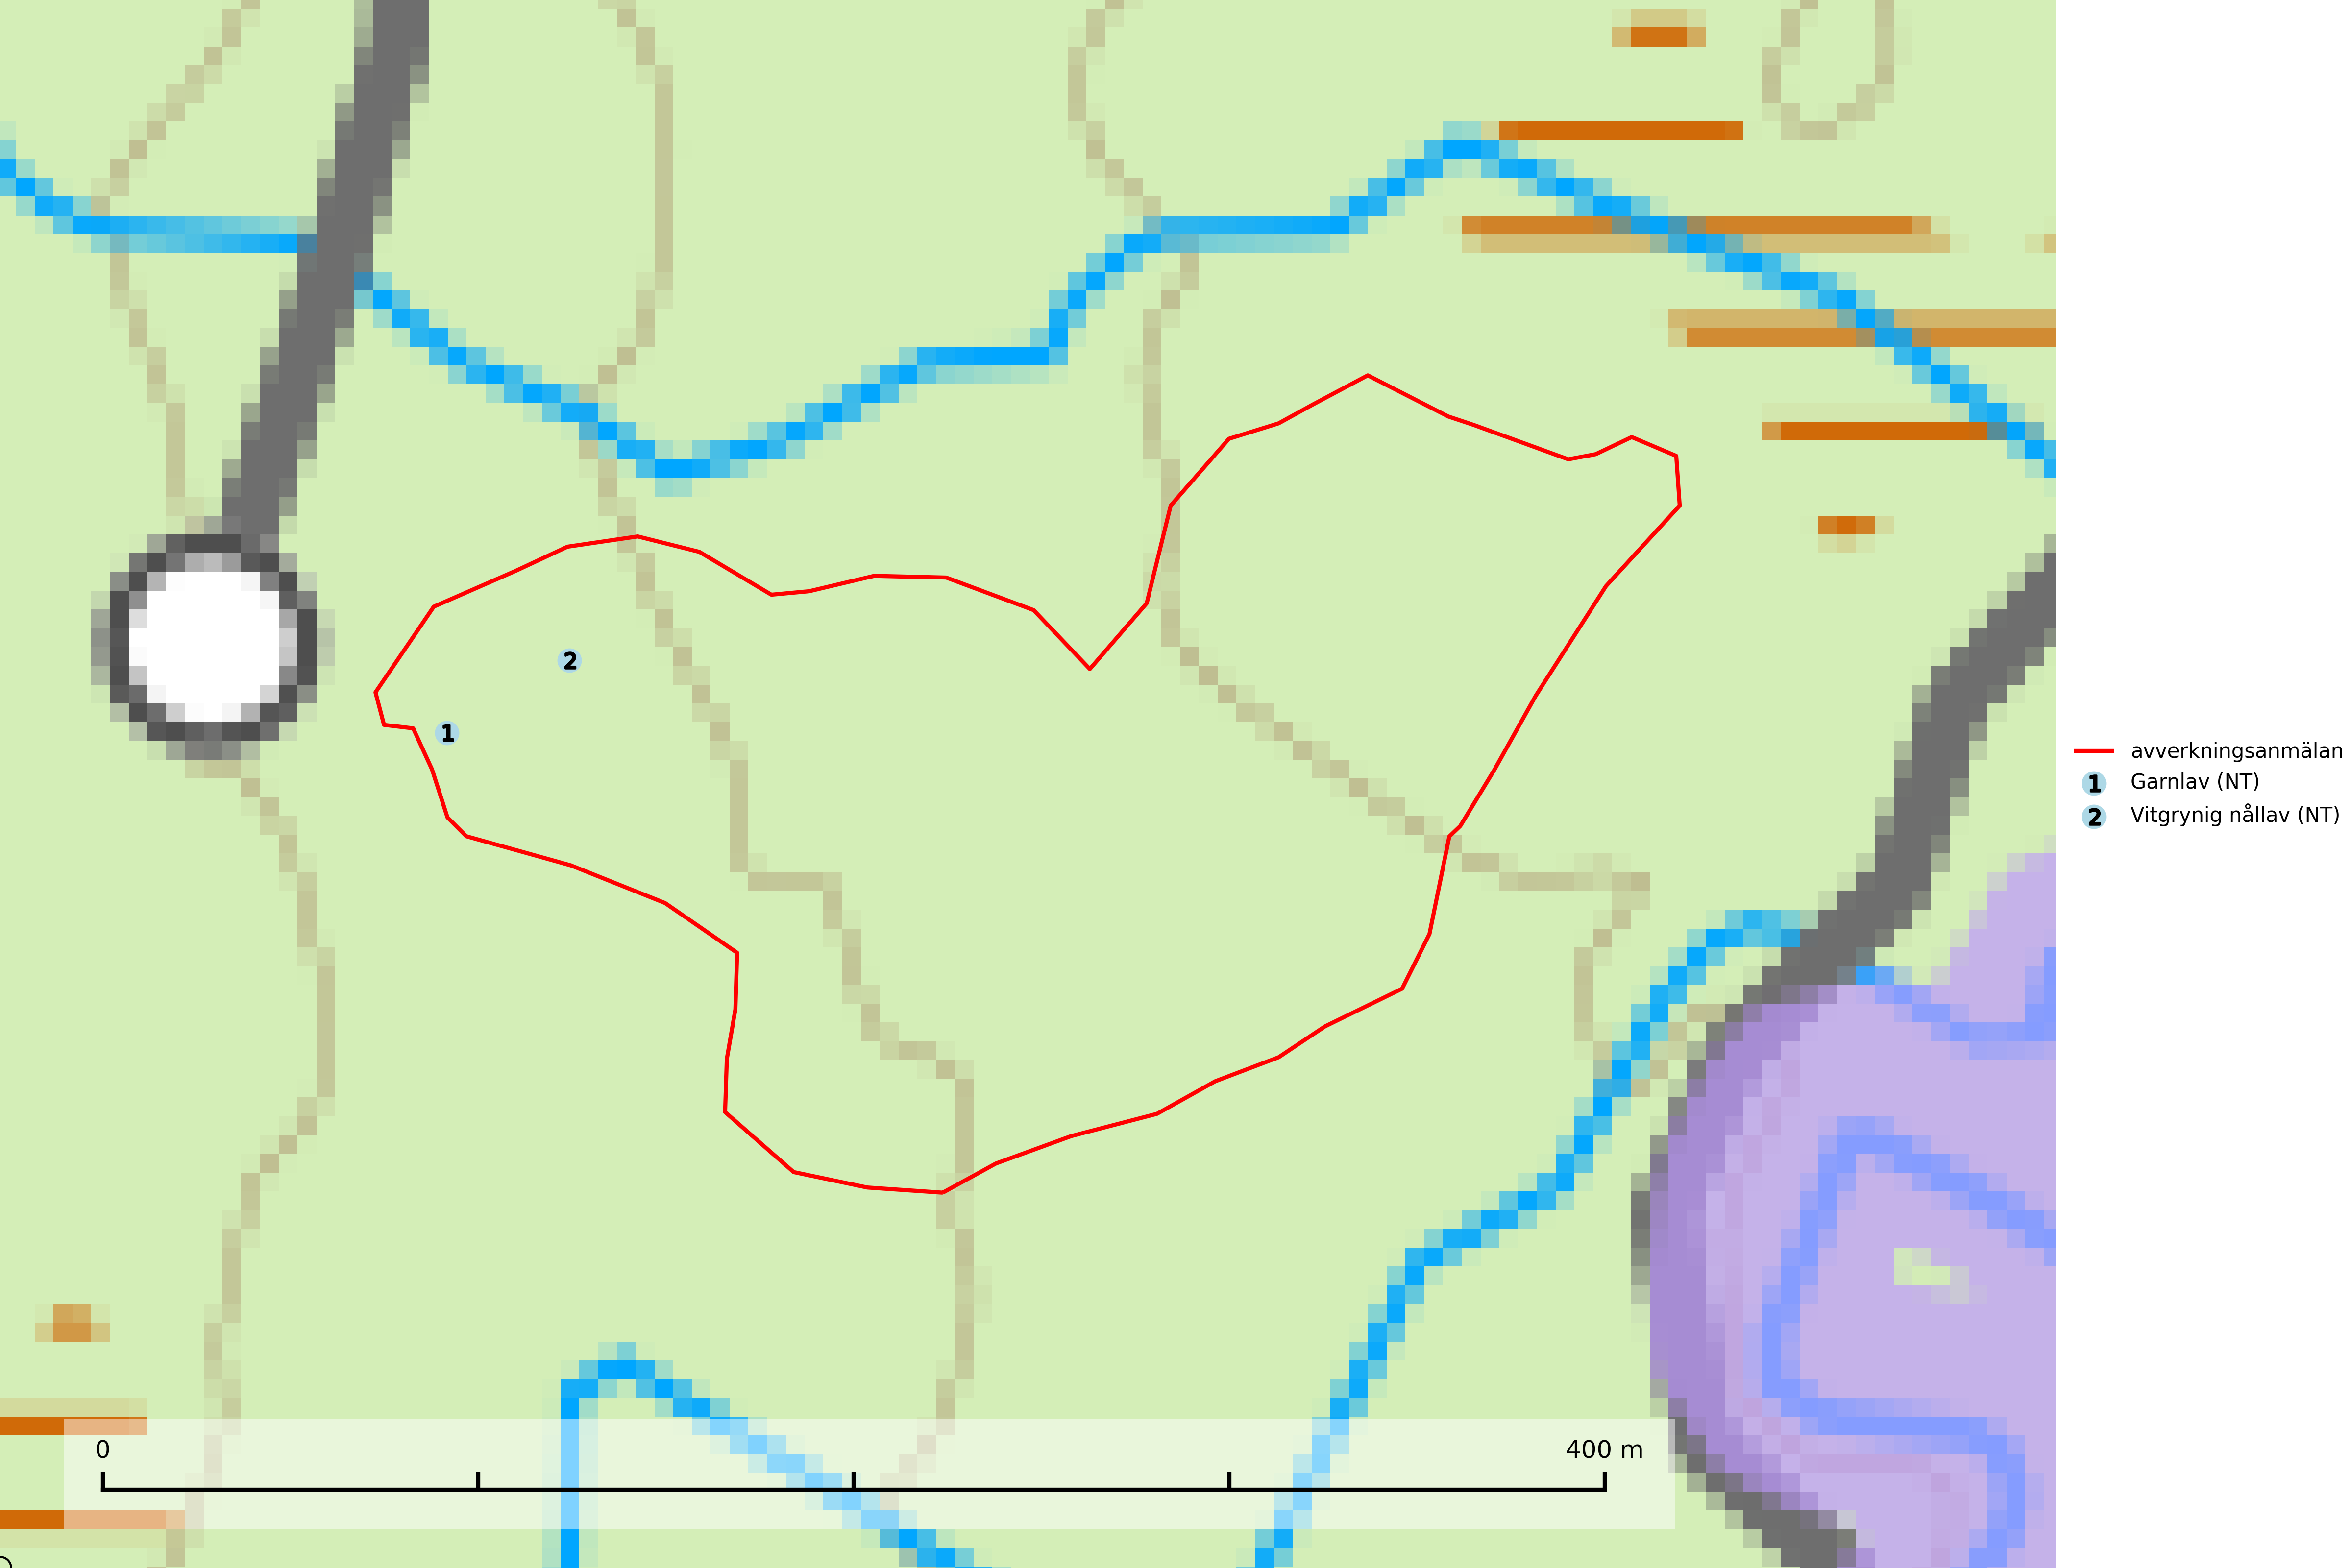 2
1
avverkningsanmälan
1 Garnlav (NT)
2 Vitgrynig nållav (NT)
0 400 m